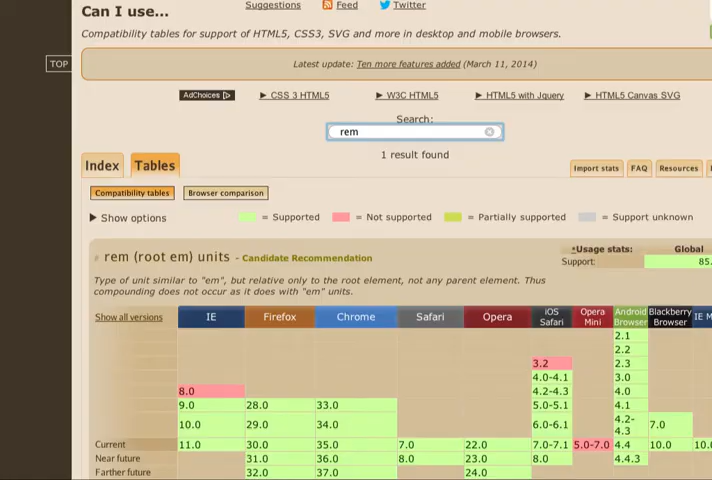 Can I use...
Suggestions Feed Twitter
Compatibility tables for support of HTML5, CSS3, SVG and more in desktop and mobile browsers.
TOP
Latest update: Ten more features added (March 11, 2014)
AdChoices ▶ CSS 3 HTML5 ▶ W3C HTML5 ▶ HTML5 with Jquery ▶ HTML5 Canvas SVG
Search:
rem
1 result found
Index Tables Import stats FAQ Resources
Compatibility tables Browser comparison
▶ Show options = Supported = Not supported = Partially supported = Support unknown
# rem (root em) units - Candidate Recommendation
*Usage stats: Global
Support: 85.
Type of unit similar to "em", but relative only to the root element, not any parent element. Thus
compounding does not occur as it does with "em" units.
Show all versions IE Firefox Chrome Safari Opera iOS Safari Opera Mini Android Browser Blackberry Browser IE M
2.1
2.2
3.2 2.3
4.0-4.1 3.0
8.0 4.2-4.3 4.0
9.0 28.0 33.0 5.0-5.1 4.1
10.0 29.0 34.0 6.0-6.1 4.2-4.3 7.0
Current 11.0 30.0 35.0 7.0 22.0 7.0-7.1 5.0-7.0 4.4 10.0 10.0
Near future 31.0 36.0 8.0 23.0 8.0 4.4.3
Farther future 32.0 37.0 24.0